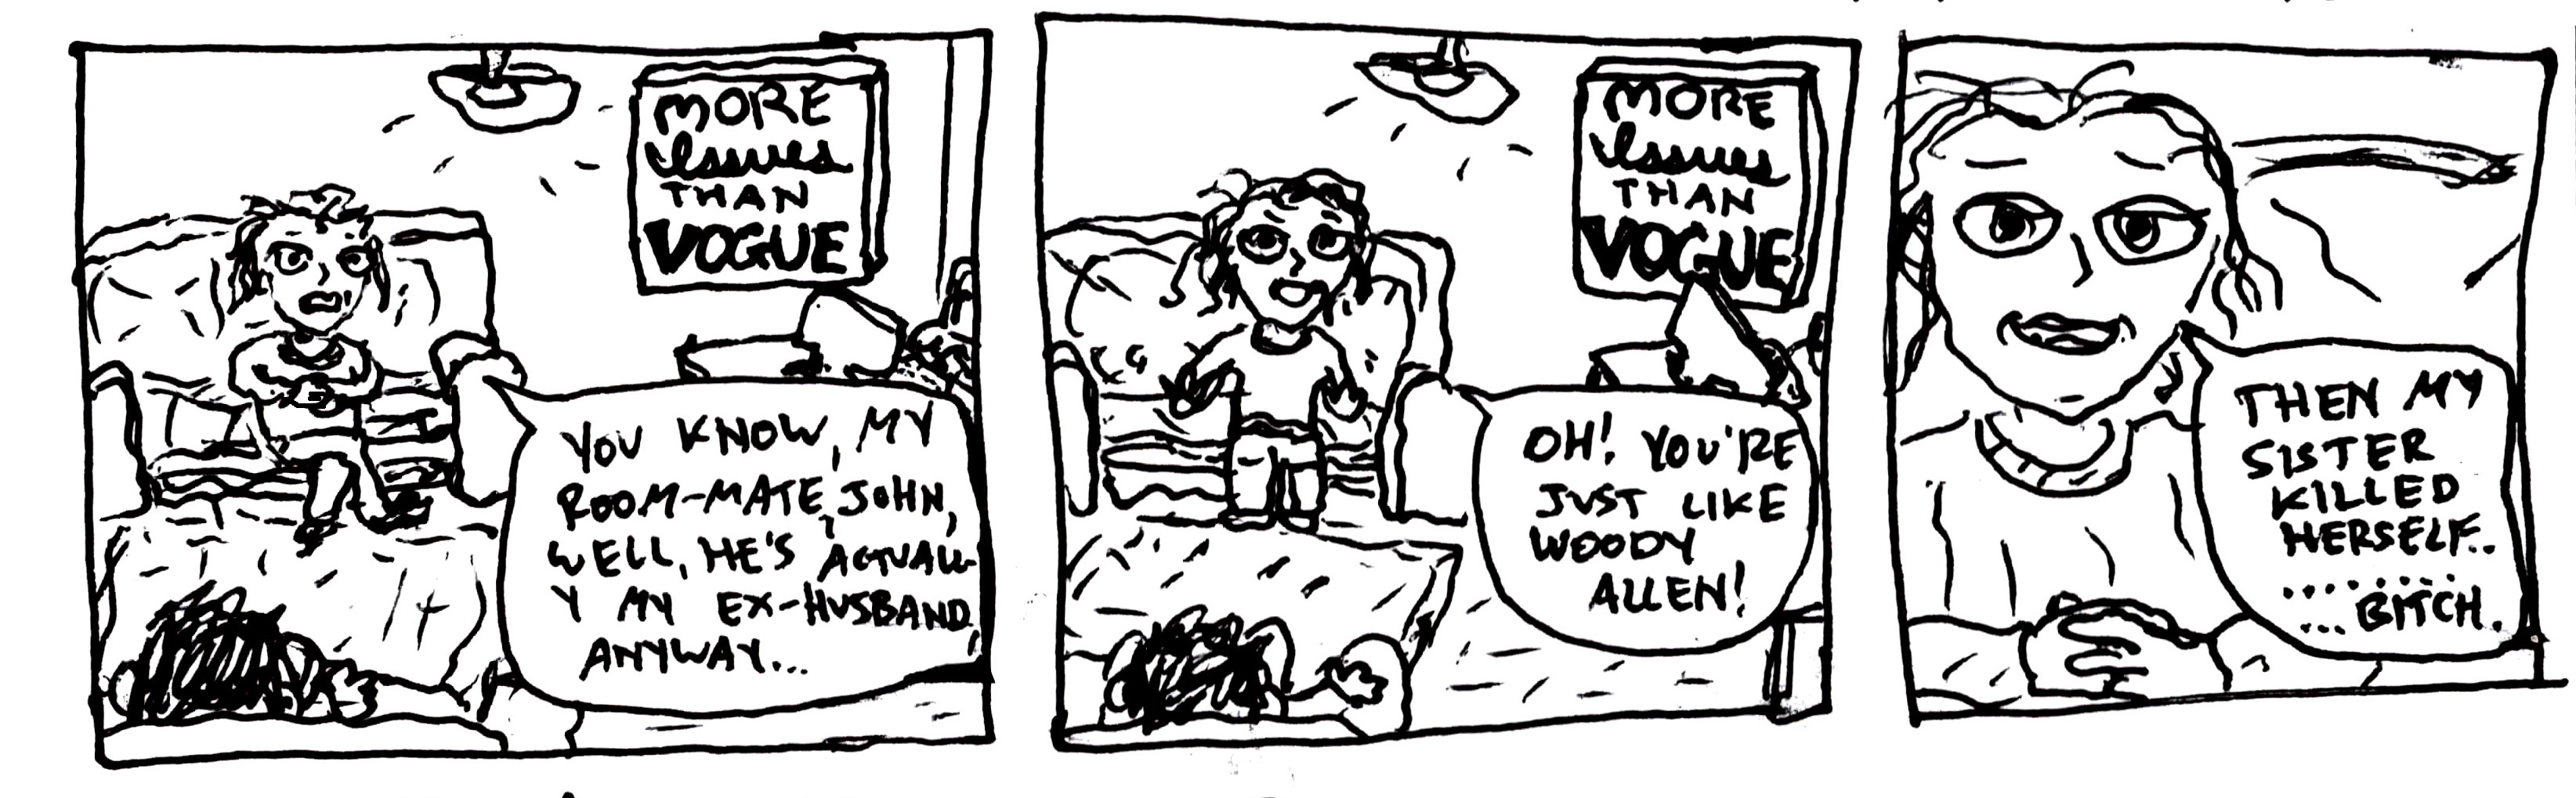 MORE
Issues
THAN
VOGUE
YOU KNOW, MY
ROOM-MATE, JOHN,
WELL, HE'S ACTUALL-
Y MY EX-HUSBAND,
ANYWAY...
MORE
Issues
THAN
VOGUE
OH! YOU'RE
JUST LIKE
WOODY
ALLEN!
THEN MY
SISTER
KILLED
HERSELF..
.........
...BITCH.